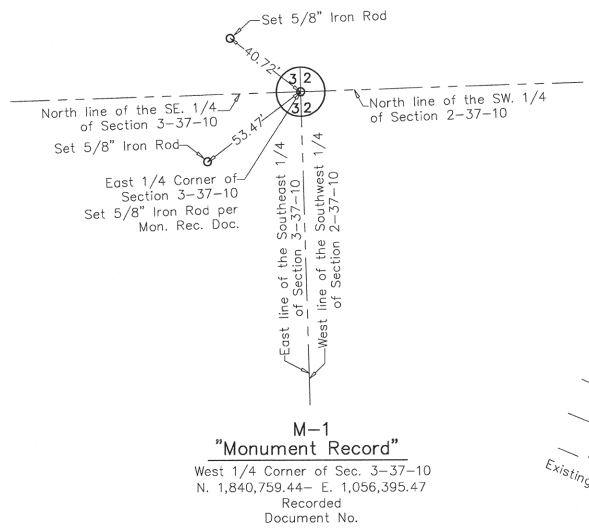 Set 5/8" Iron Rod
40.72'
3 2
3 2
North line of the SE. 1/4
of Section 3-37-10
North line of the SW. 1/4
of Section 2-37-10
Set 5/8" Iron Rod
53.47'
East 1/4 Corner of
Section 3-37-10
Set 5/8" Iron Rod per
Mon. Rec. Doc.
East line of the Southeast 1/4
of Section 3-37-10
West line of the Southwest 1/4
of Section 2-37-10
M-1
"Monument Record"
West 1/4 Corner of Sec. 3-37-10
N. 1,840,759.44- E. 1,056,395.47
Recorded
Document No.
Existing